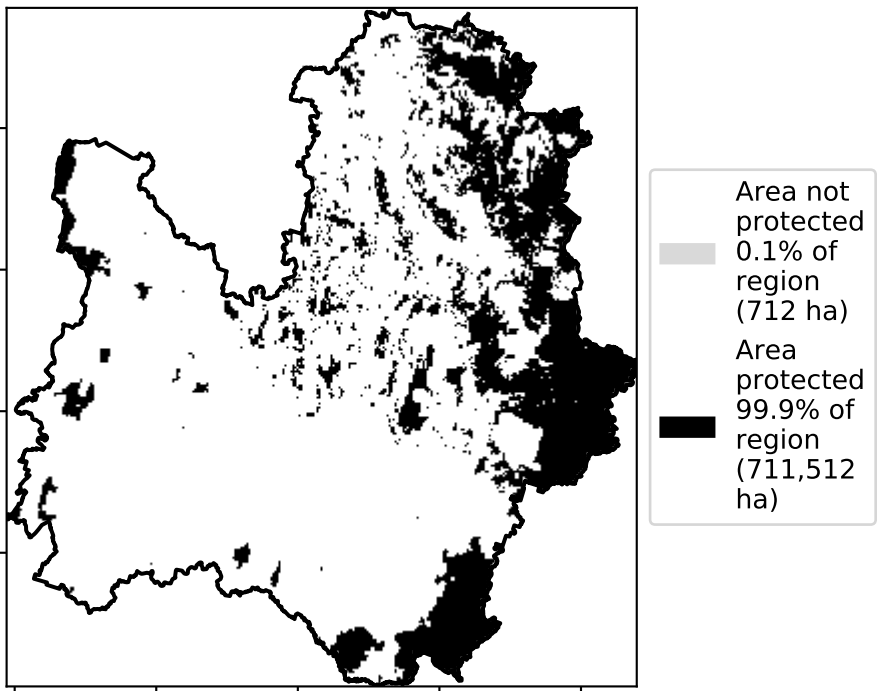 Area not
protected
0.1% of
region
(712 ha)
Area
protected
99.9% of
region
(711,512
ha)